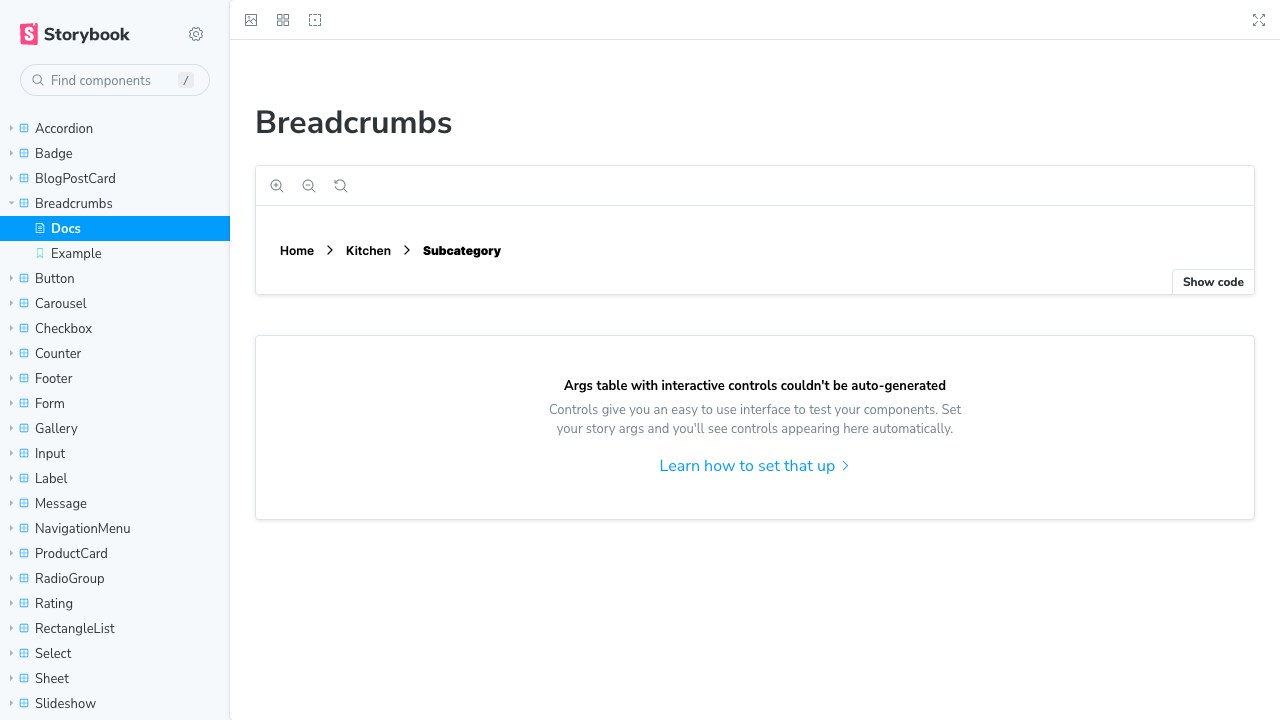 Storybook
Find components
/
Accordion
Badge
BlogPostCard
Breadcrumbs
Docs
Example
Button
Carousel
Checkbox
Counter
Footer
Form
Gallery
Input
Label
Message
NavigationMenu
ProductCard
RadioGroup
Rating
RectangleList
Select
Sheet
Slideshow
Breadcrumbs
Home
Kitchen
Subcategory
Show code
Args table with interactive controls couldn't be auto-generated
Controls give you an easy to use interface to test your components. Set
your story args and you'll see controls appearing here automatically.
Learn how to set that up